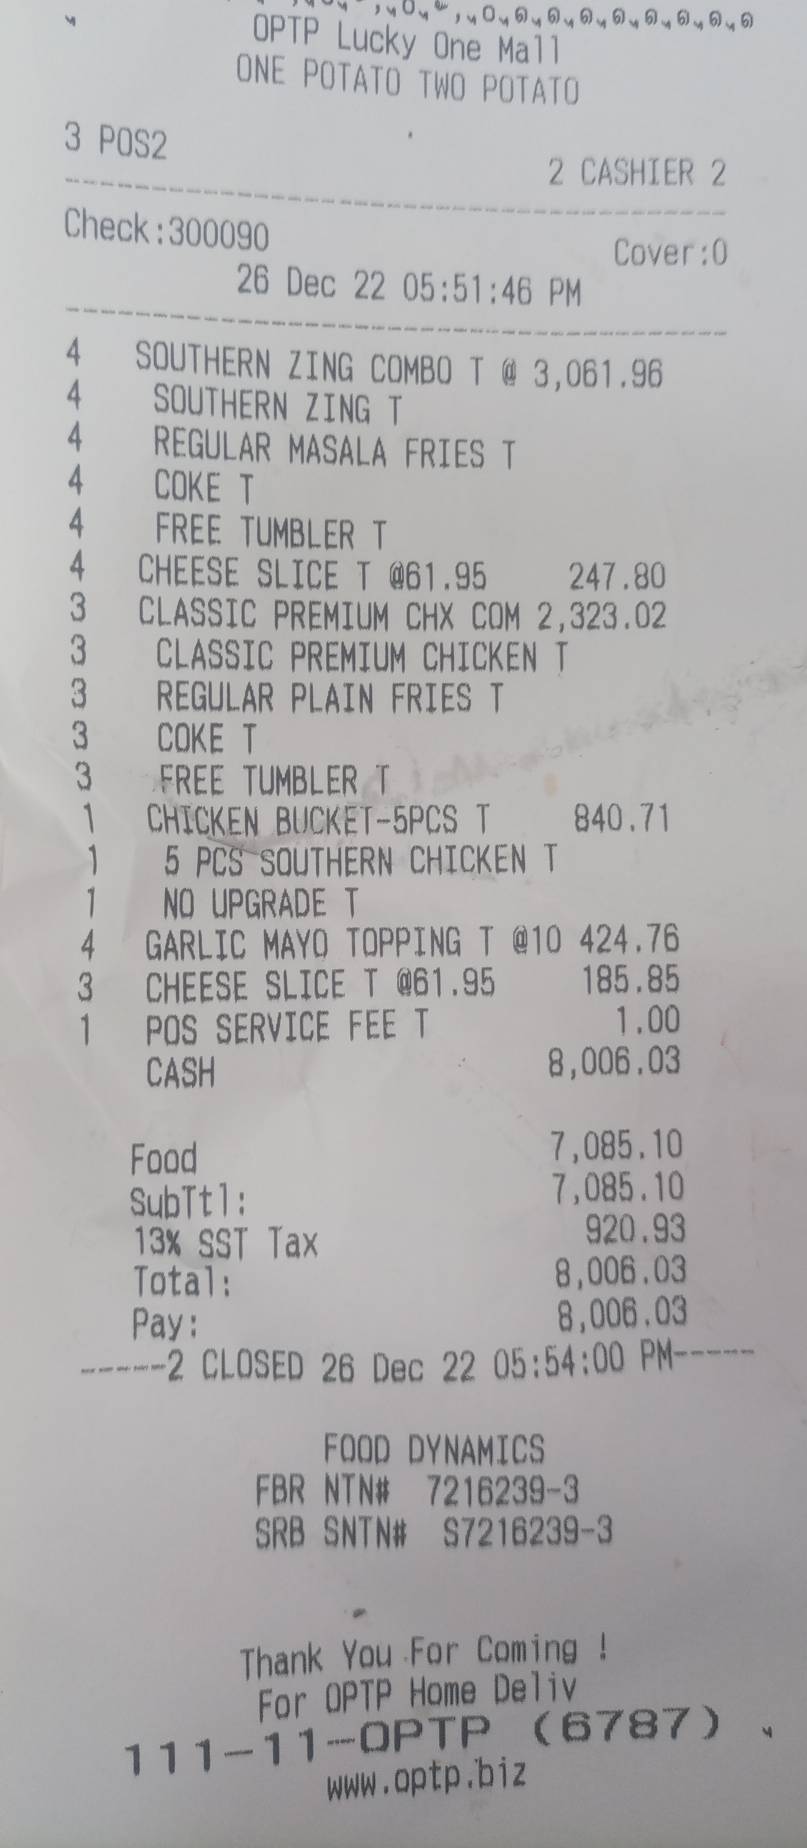 OPTP Lucky One Mall
ONE POTATO TWO POTATO
3 POS2 2 CASHIER 2
Check:300090 Cover:0
26 Dec 22 05:51:46 PM
4 SOUTHERN ZING COMBO T @ 3,061.96
4 SOUTHERN ZING T
4 REGULAR MASALA FRIES T
4 COKE T
4 FREE TUMBLER T
4 CHEESE SLICE T @61.95 247.80
3 CLASSIC PREMIUM CHX COM 2,323.02
3 CLASSIC PREMIUM CHICKEN T
3 REGULAR PLAIN FRIES T
3 COKE T
3 FREE TUMBLER T
1 CHICKEN BUCKET-5PCS T 840.71
1 5 PCS SOUTHERN CHICKEN T
1 NO UPGRADE T
4 GARLIC MAYO TOPPING T @10 424.76
3 CHEESE SLICE T @61.95 185.85
1 POS SERVICE FEE T 1.00
CASH 8,006.03
Food 7,085.10
SubTtl: 7,085.10
13% SST Tax 920.93
Total: 8,006.03
Pay: 8,006.03
-----2 CLOSED 26 Dec 22 05:54:00 PM-----
FOOD DYNAMICS
FBR NTN# 7216239-3
SRB SNTN# S7216239-3
Thank You For Coming !
For OPTP Home Deliv
111-11-OPTP (6787)
www.optp.biz